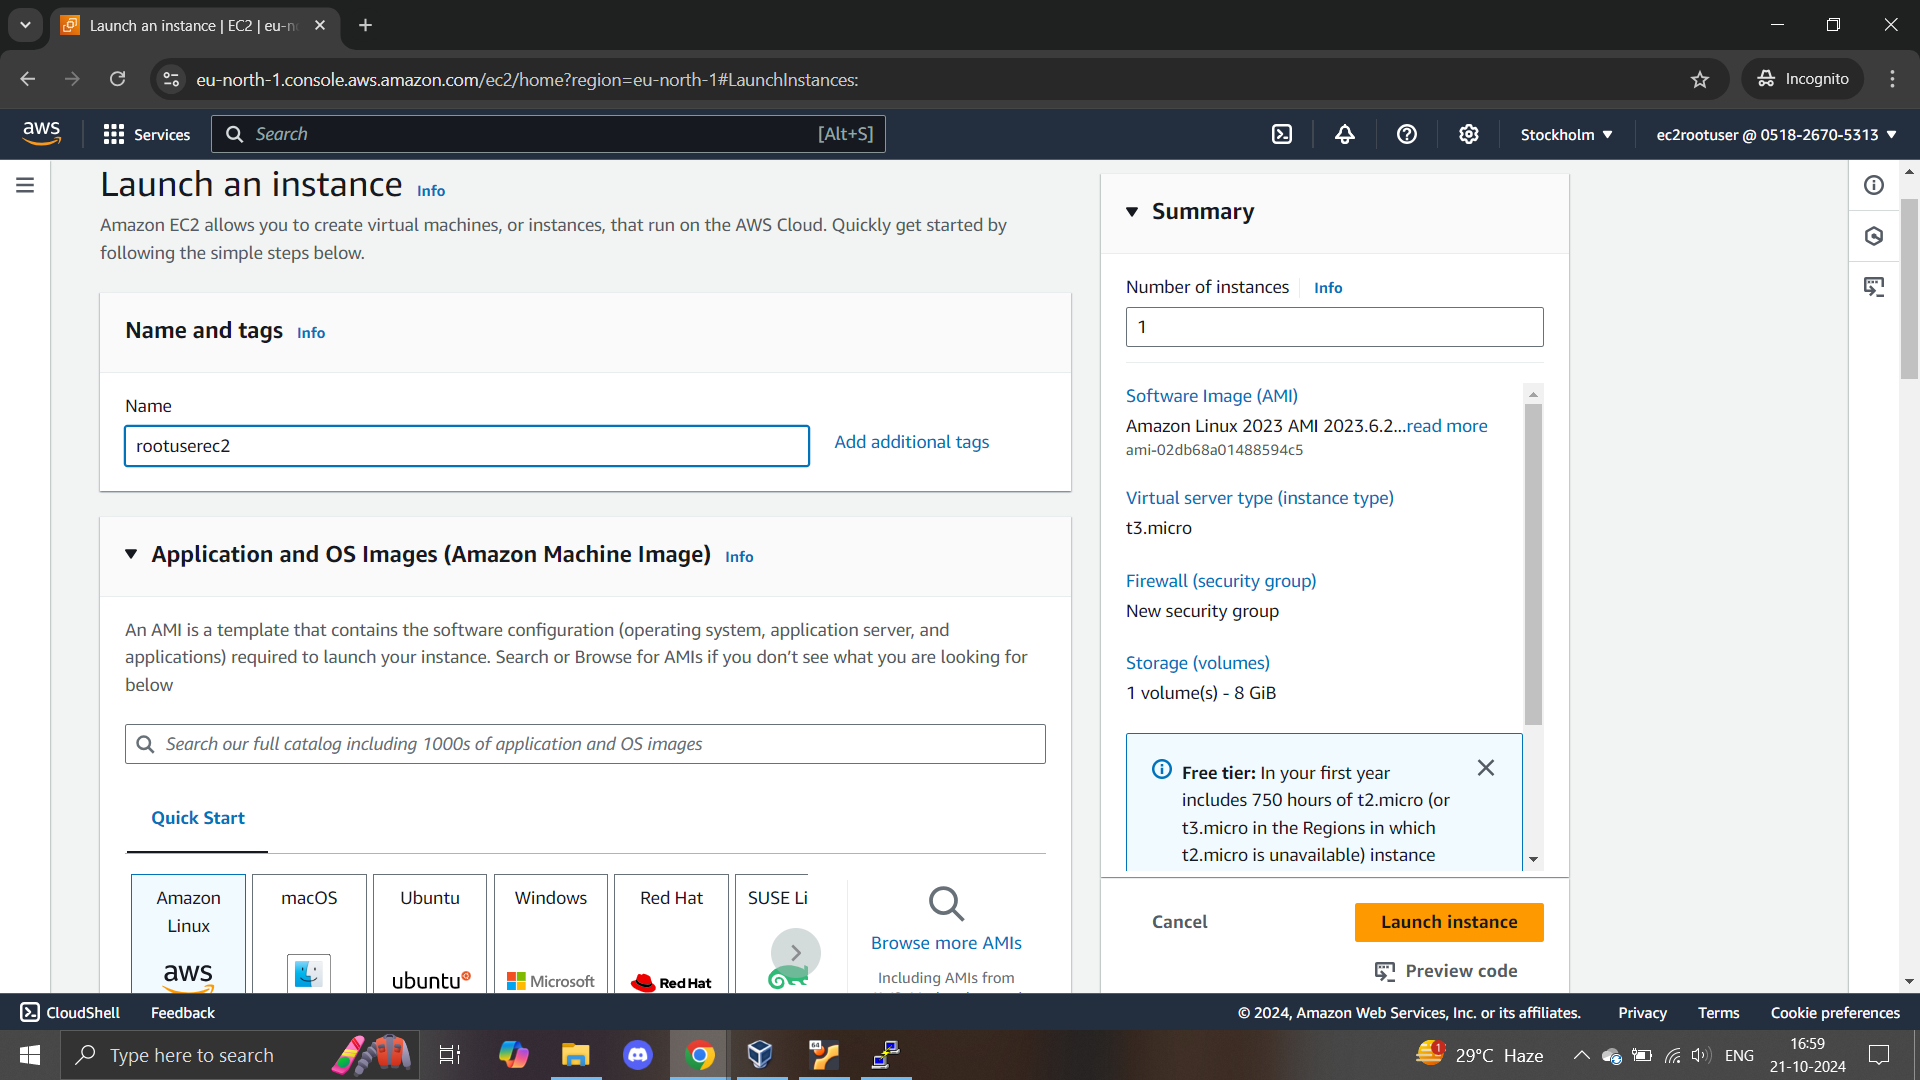 Launch an instance | EC2 | eu-n
eu-north-1.console.aws.amazon.com/ec2/home?region=eu-north-1#LaunchInstances:
Incognito
aws
Services
Search
[Alt+S]
Stockholm
ec2rootuser @ 0518-2670-5313
Launch an instance Info
Amazon EC2 allows you to create virtual machines, or instances, that run on the AWS Cloud. Quickly get started by
following the simple steps below.
Name and tags Info
Name
rootuserec2
Add additional tags
Application and OS Images (Amazon Machine Image) Info
An AMI is a template that contains the software configuration (operating system, application server, and
applications) required to launch your instance. Search or Browse for AMIs if you don’t see what you are looking for
below
Search our full catalog including 1000s of application and OS images
Quick Start
Amazon
Linux
aws
macOS
Ubuntu
ubuntu
Windows
Microsoft
Red Hat
Red Hat
SUSE Li
Browse more AMIs
Including AMIs from
Summary
Number of instances Info
1
Software Image (AMI)
Amazon Linux 2023 AMI 2023.6.2...read more
ami-02db68a01488594c5
Virtual server type (instance type)
t3.micro
Firewall (security group)
New security group
Storage (volumes)
1 volume(s) - 8 GiB
Free tier: In your first year
includes 750 hours of t2.micro (or
t3.micro in the Regions in which
t2.micro is unavailable) instance
Cancel
Launch instance
Preview code
CloudShell
Feedback
© 2024, Amazon Web Services, Inc. or its affiliates.
Privacy
Terms
Cookie preferences
Type here to search
64
1
29°C Haze
ENG
16:59
21-10-2024